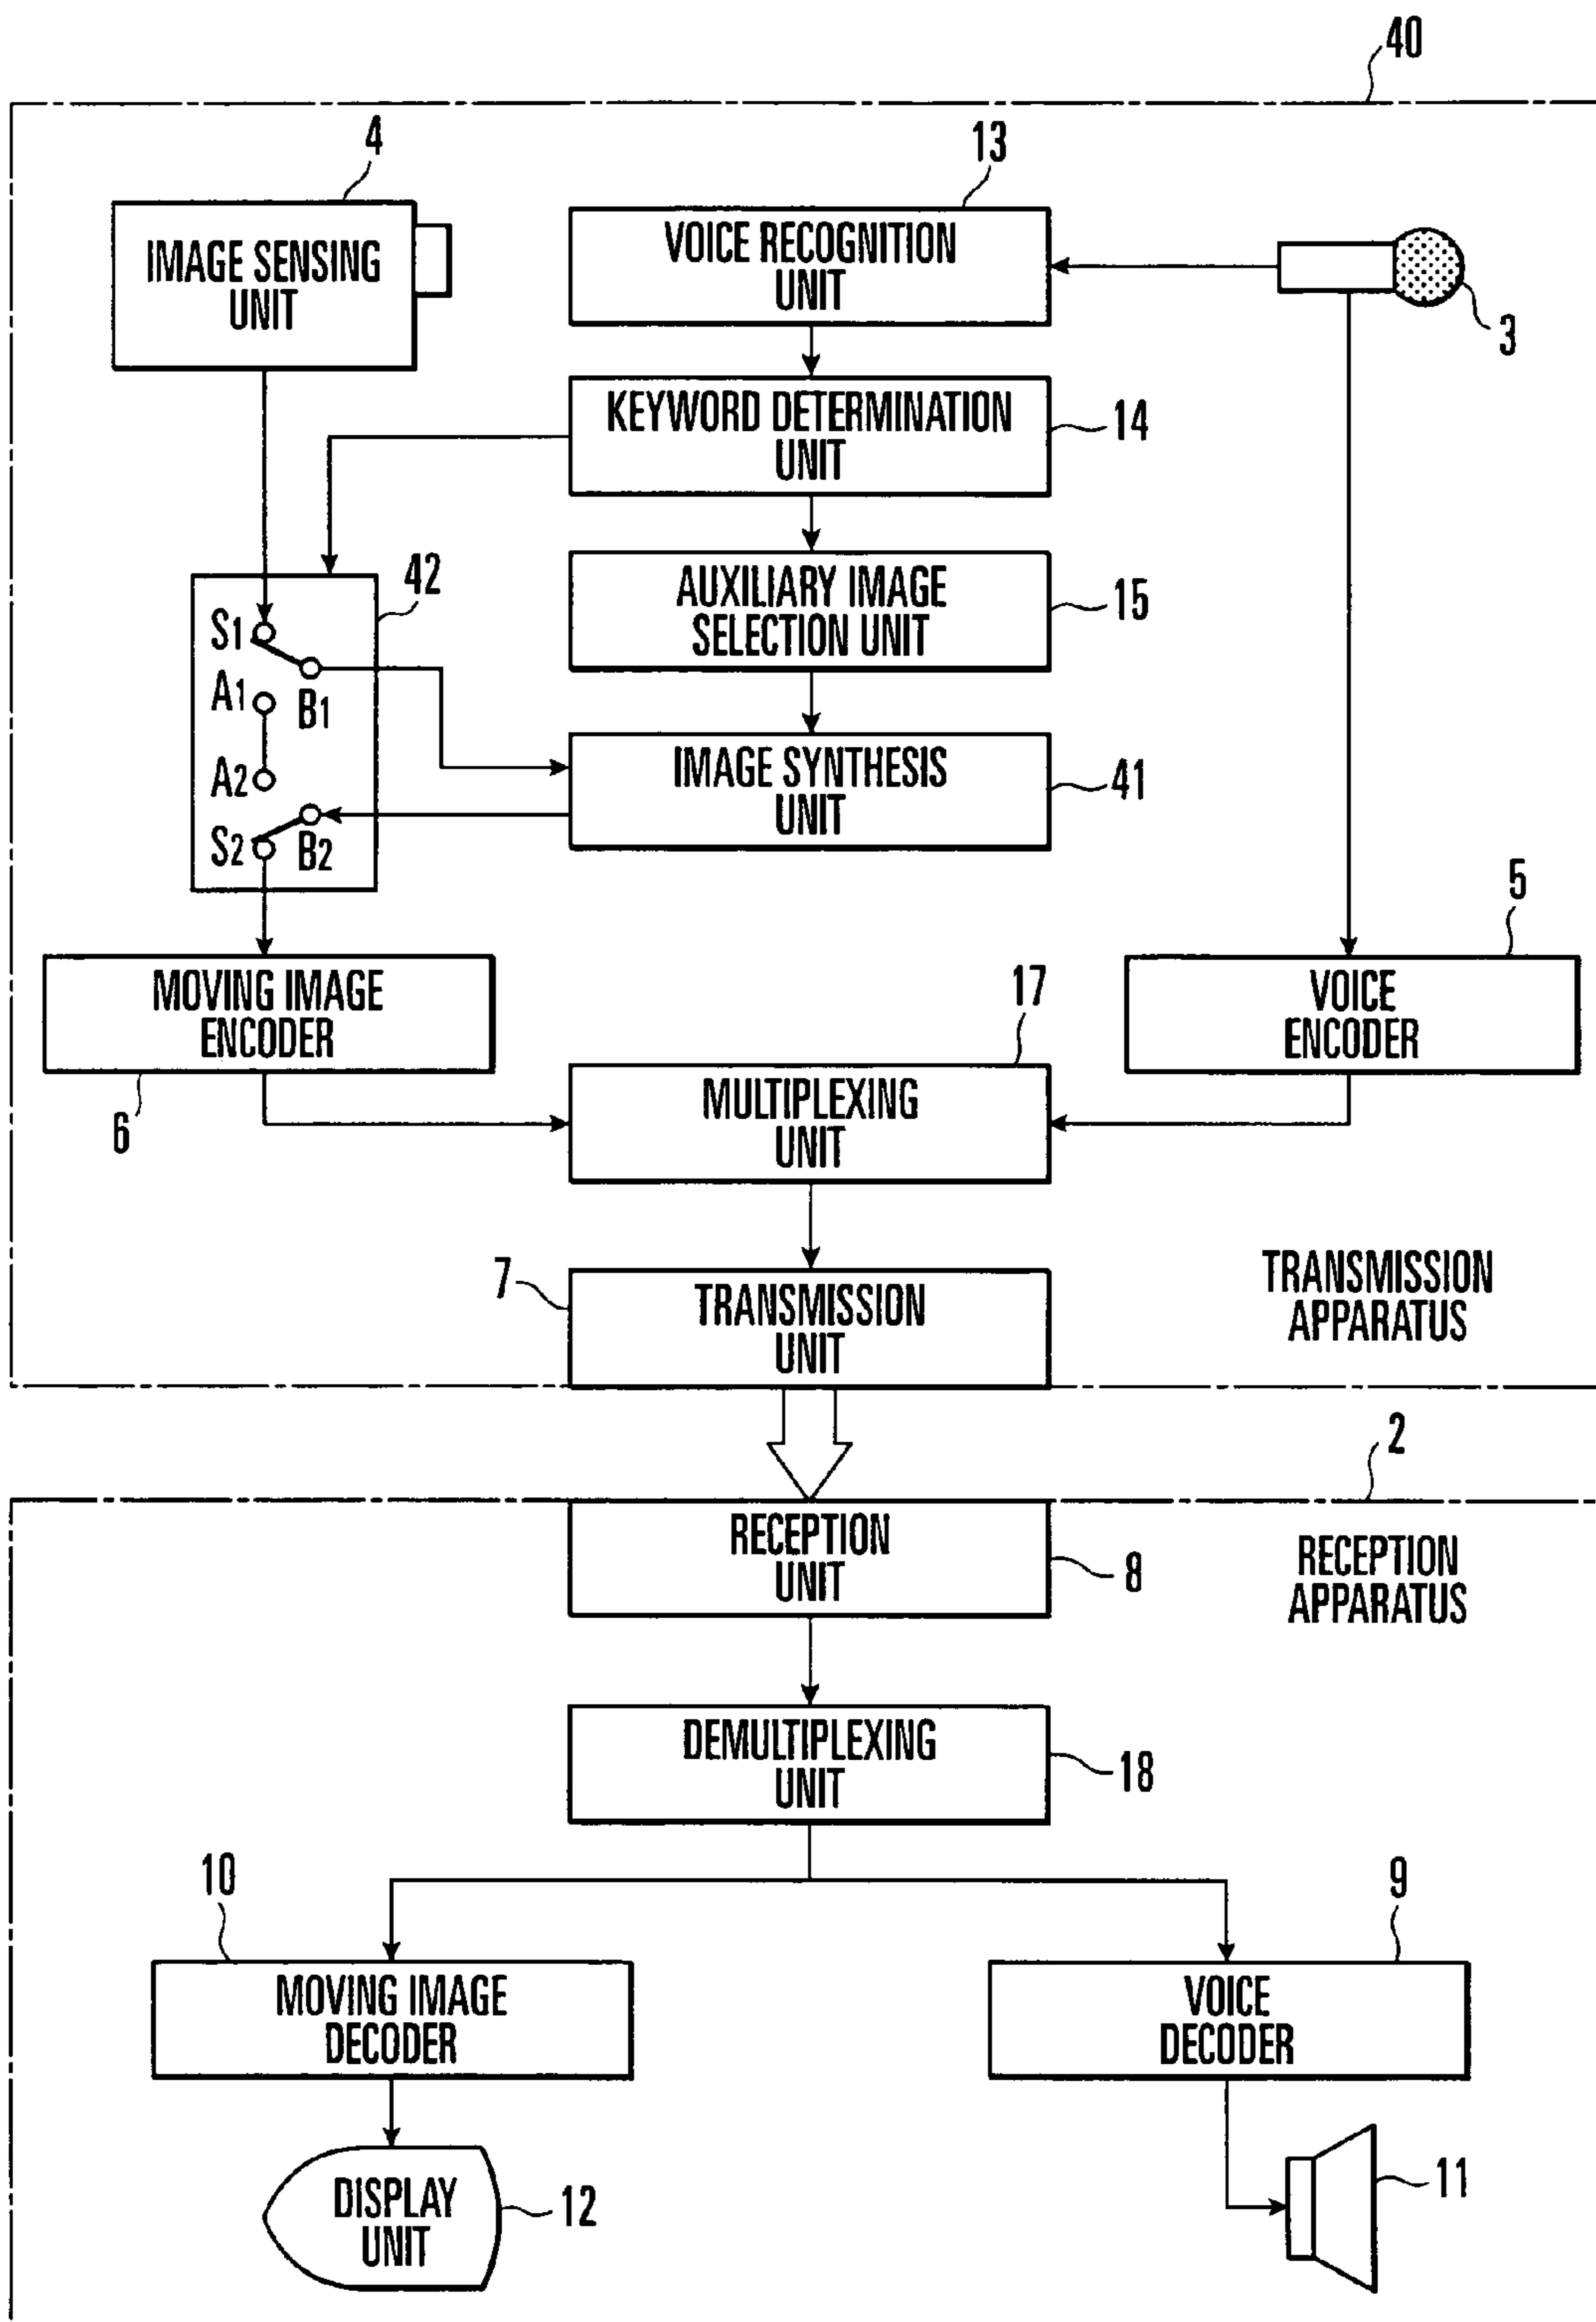 40
4
13
IMAGE SENSING
UNIT
VOICE RECOGNITION
UNIT
3
KEYWORD DETERMINATION
UNIT
14
42
AUXILIARY IMAGE
SELECTION UNIT
15
S1
A1
B1
A2
S2
B2
IMAGE SYNTHESIS
UNIT
41
5
MOVING IMAGE
ENCODER
6
17
VOICE
ENCODER
MULTIPLEXING
UNIT
7
TRANSMISSION
UNIT
TRANSMISSION
APPARATUS
2
RECEPTION
UNIT
8
RECEPTION
APPARATUS
DEMULTIPLEXING
UNIT
18
10
9
MOVING IMAGE
DECODER
VOICE
DECODER
DISPLAY
UNIT
12
11